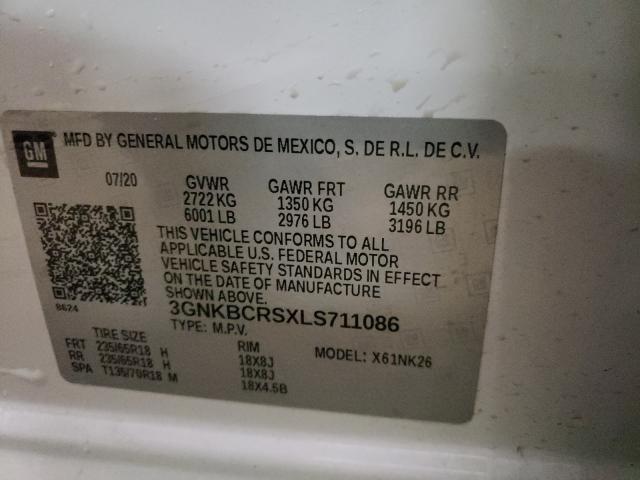 GM MFD BY GENERAL MOTORS DE MEXICO, S. DE R.L. DE C.V.
07/20 GVWR GAWR FRT GAWR RR
2722 KG 1350 KG 1450 KG
6001 LB 2976 LB 3196 LB
THIS VEHICLE CONFORMS TO ALL
APPLICABLE U.S. FEDERAL MOTOR
VEHICLE SAFETY STANDARDS IN EFFECT
ON THE DATE OF MANUFACTURE
SHOWN ABOVE.
8624
3GNKBCRSXLS711086
TYPE: M.P.V.
TIRE SIZE RIM MODEL: X61NK26
FRT 235/65R18 H 18X8J
RR 235/65R18 H 18X8J
SPA T135/70R18 M 18X4.5B